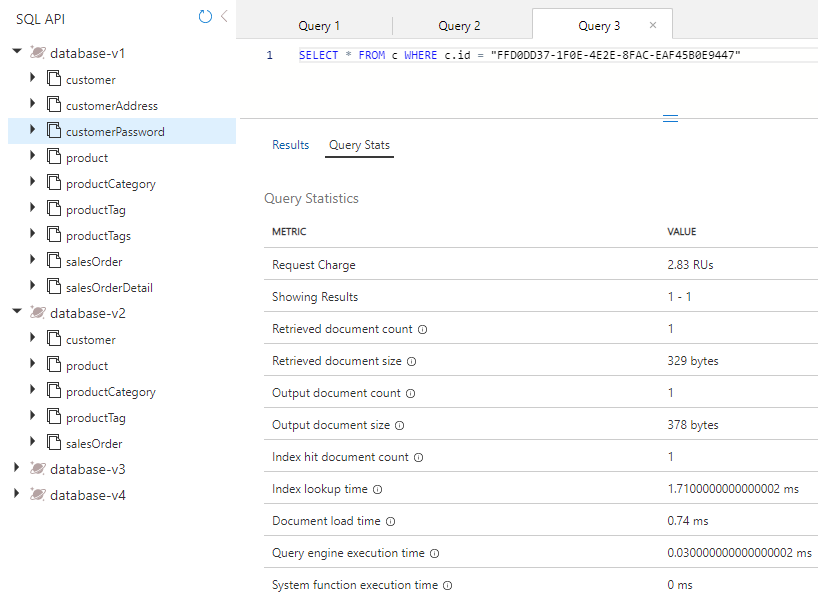 SQL API
database-v1
customer
customerAddress
customerPassword
product
productCategory
productTag
productTags
salesOrder
salesOrderDetail
database-v2
customer
product
productCategory
productTag
salesOrder
database-v3
database-v4
Query 1
Query 2
Query 3
1 SELECT * FROM c WHERE c.id = "FFD0DD37-1F0E-4E2E-8FAC-EAF45B0E9447"
Results
Query Stats
Query Statistics
METRIC VALUE
Request Charge 2.83 RUs
Showing Results 1 - 1
Retrieved document count 1
Retrieved document size 329 bytes
Output document count 1
Output document size 378 bytes
Index hit document count 1
Index lookup time 1.7100000000000002 ms
Document load time 0.74 ms
Query engine execution time 0.030000000000000002 ms
System function execution time 0 ms